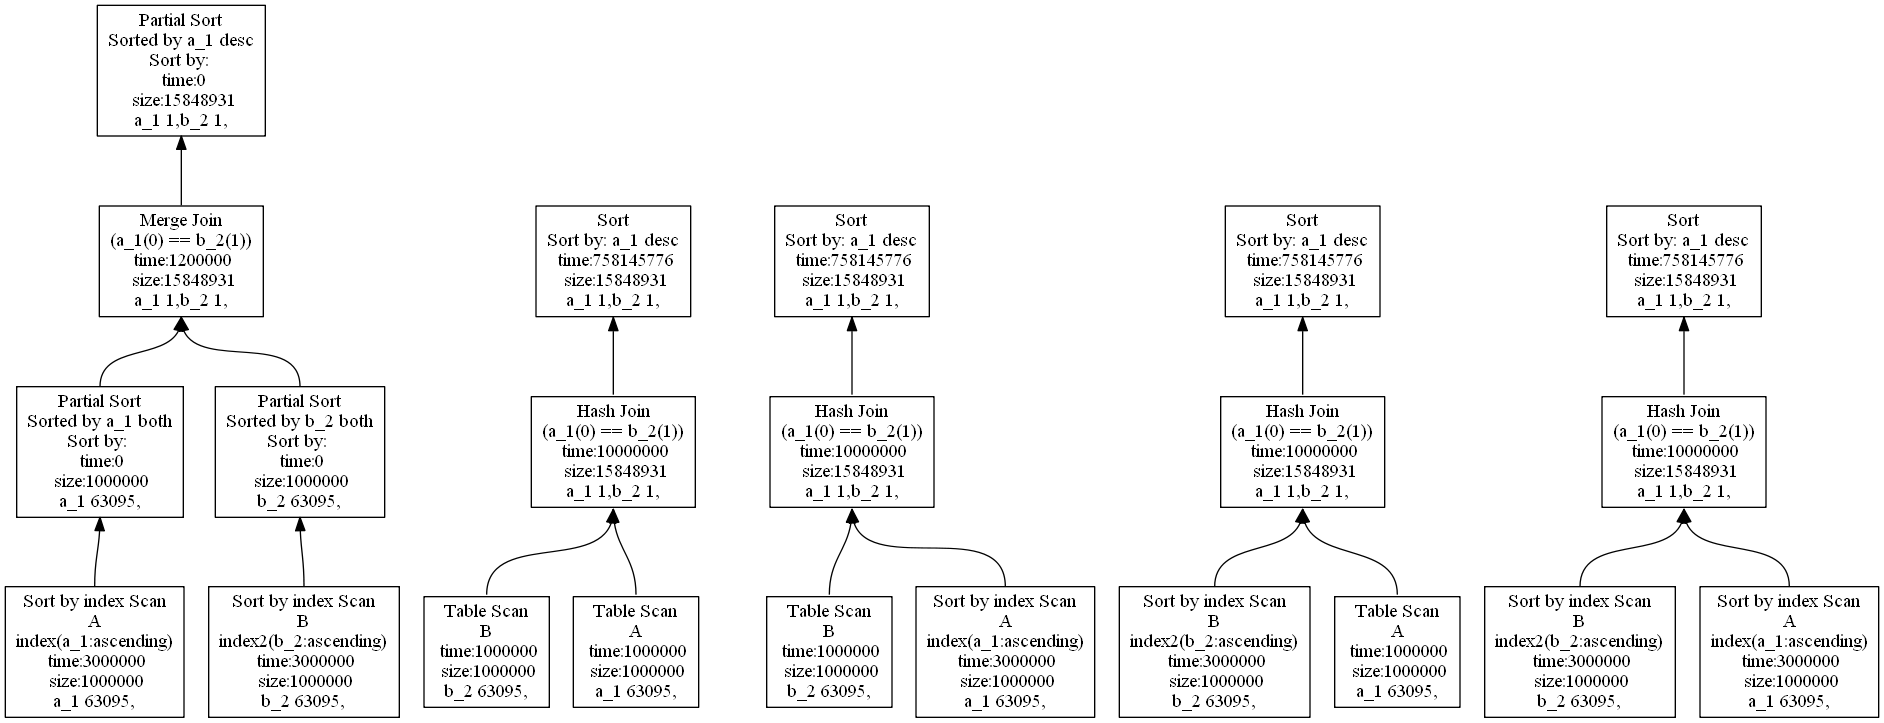 Partial Sort
Sorted by a_1 desc
Sort by:
time:0
size:15848931
a_1 1,b_2 1,
Merge Join
(a_1(0) == b_2(1))
time:1200000
size:15848931
a_1 1,b_2 1,
Partial Sort
Sorted by a_1 both
Sort by:
time:0
size:1000000
a_1 63095,
Partial Sort
Sorted by b_2 both
Sort by:
time:0
size:1000000
b_2 63095,
Sort by index Scan
A
index(a_1:ascending)
time:3000000
size:1000000
a_1 63095,
Sort by index Scan
B
index2(b_2:ascending)
time:3000000
size:1000000
b_2 63095,
Sort
Sort by: a_1 desc
time:758145776
size:15848931
a_1 1,b_2 1,
Hash Join
(a_1(0) == b_2(1))
time:10000000
size:15848931
a_1 1,b_2 1,
Table Scan
B
time:1000000
size:1000000
b_2 63095,
Table Scan
A
time:1000000
size:1000000
a_1 63095,
Sort
Sort by: a_1 desc
time:758145776
size:15848931
a_1 1,b_2 1,
Hash Join
(a_1(0) == b_2(1))
time:10000000
size:15848931
a_1 1,b_2 1,
Table Scan
B
time:1000000
size:1000000
b_2 63095,
Sort by index Scan
A
index(a_1:ascending)
time:3000000
size:1000000
a_1 63095,
Sort
Sort by: a_1 desc
time:758145776
size:15848931
a_1 1,b_2 1,
Hash Join
(a_1(0) == b_2(1))
time:10000000
size:15848931
a_1 1,b_2 1,
Sort by index Scan
B
index2(b_2:ascending)
time:3000000
size:1000000
b_2 63095,
Table Scan
A
time:1000000
size:1000000
a_1 63095,
Sort
Sort by: a_1 desc
time:758145776
size:15848931
a_1 1,b_2 1,
Hash Join
(a_1(0) == b_2(1))
time:10000000
size:15848931
a_1 1,b_2 1,
Sort by index Scan
B
index2(b_2:ascending)
time:3000000
size:1000000
b_2 63095,
Sort by index Scan
A
index(a_1:ascending)
time:3000000
size:1000000
a_1 63095,